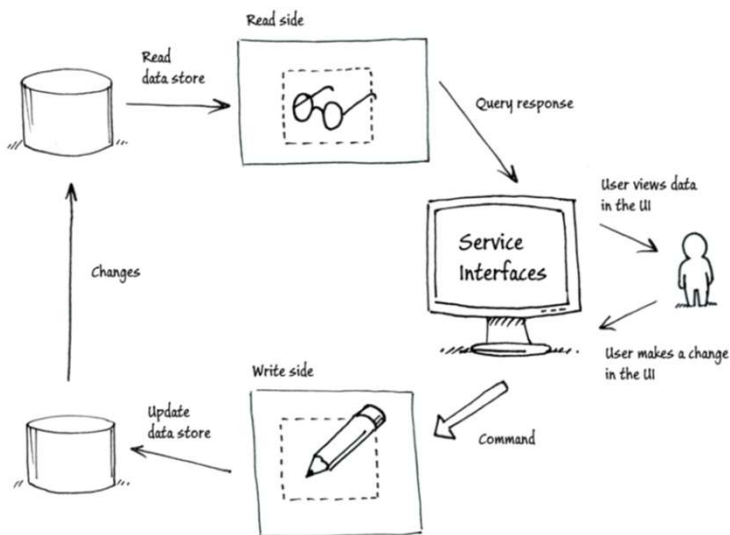 Read side
Read
data store
Query response
User views data
in the UI
Service
Interfaces
Changes
User makes a change
in the UI
Write side
Update
data store
Command